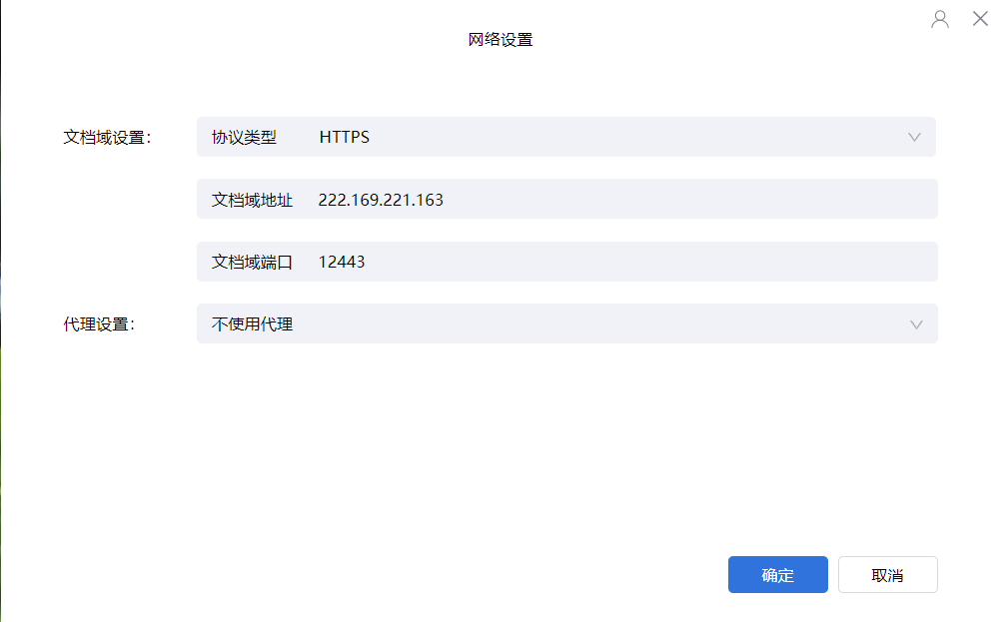 网络设置
文档域设置： 协议类型 HTTPS
文档域地址 222.169.221.163
文档域端口 12443
代理设置： 不使用代理
确定 取消